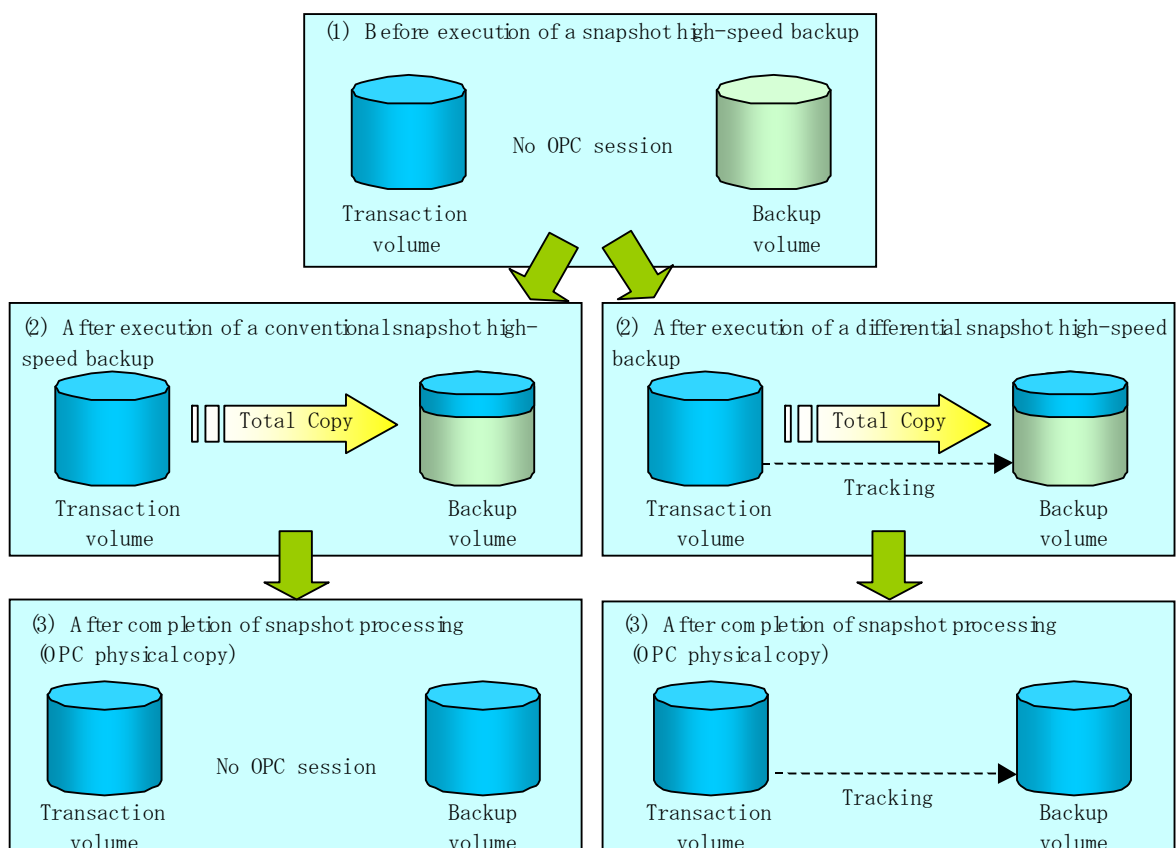 (1) Before execution of a snapshot high-speed backup
No OPC session
Transaction
volume
Backup
volume
(2) After execution of a conventional snapshot high-
speed backup
Total Copy
Transaction
volume
Backup
volume
(2) After execution of a differential snapshot high-speed
backup
Total Copy
Tracking
Transaction
volume
Backup
volume
(3) After completion of snapshot processing
(OPC physical copy)
No OPC session
Transaction
volume
Backup
volume
(3) After completion of snapshot processing
(OPC physical copy)
Tracking
Transaction
volume
Backup
volume